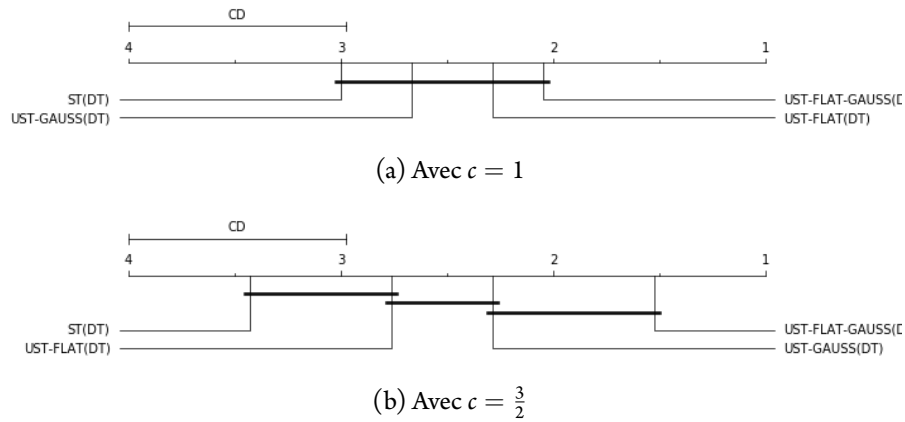 CD
4 3 2 1
ST(DT) UST-FLAT-GAUSS(D
UST-GAUSS(DT) UST-FLAT(DT)
(a) Avec c = 1
CD
4 3 2 1
ST(DT) UST-FLAT-GAUSS(D
UST-FLAT(DT) UST-GAUSS(DT)
(b) Avec c = 3/2